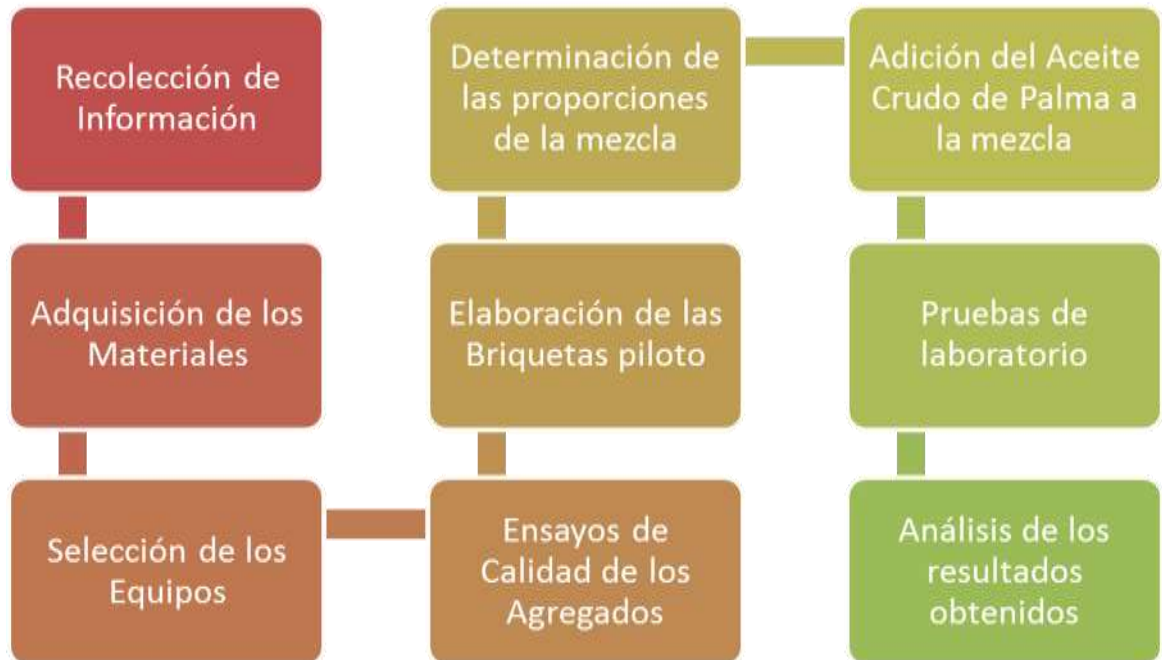 Recolección de
Información
Adquisición de los
Materiales
Selección de los
Equipos
Ensayos de
Calidad de los
Agregados
Elaboración de las
Briquetas piloto
Determinación de
las proporciones
de la mezcla
Adición del Aceite
Crudo de Palma a
la mezcla
Pruebas de
laboratorio
Análisis de los
resultados
obtenidos